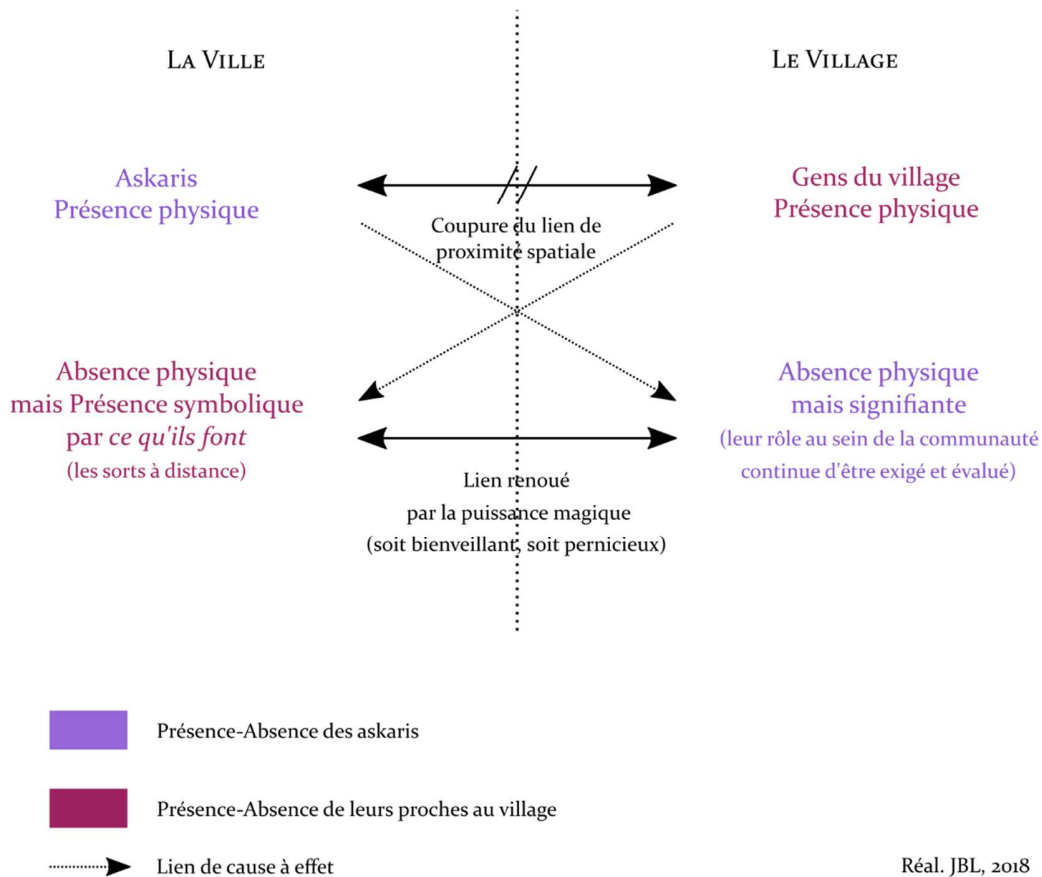 LA VILLE
LE VILLAGE
Askaris
Présence physique
Gens du village
Présence physique
Coupure du lien de
proximité spatiale
Absence physique
mais Présence symbolique
par ce qu'ils font
(les sorts à distance)
Absence physique
mais signifiante
(leur rôle au sein de la communauté
continue d'être exigé et évalué)
Lien renoué
par la puissance magique
(soit bienveillant, soit pernicieux)
Présence-Absence des askaris
Présence-Absence de leurs proches au village
Lien de cause à effet
Réal. JBL, 2018